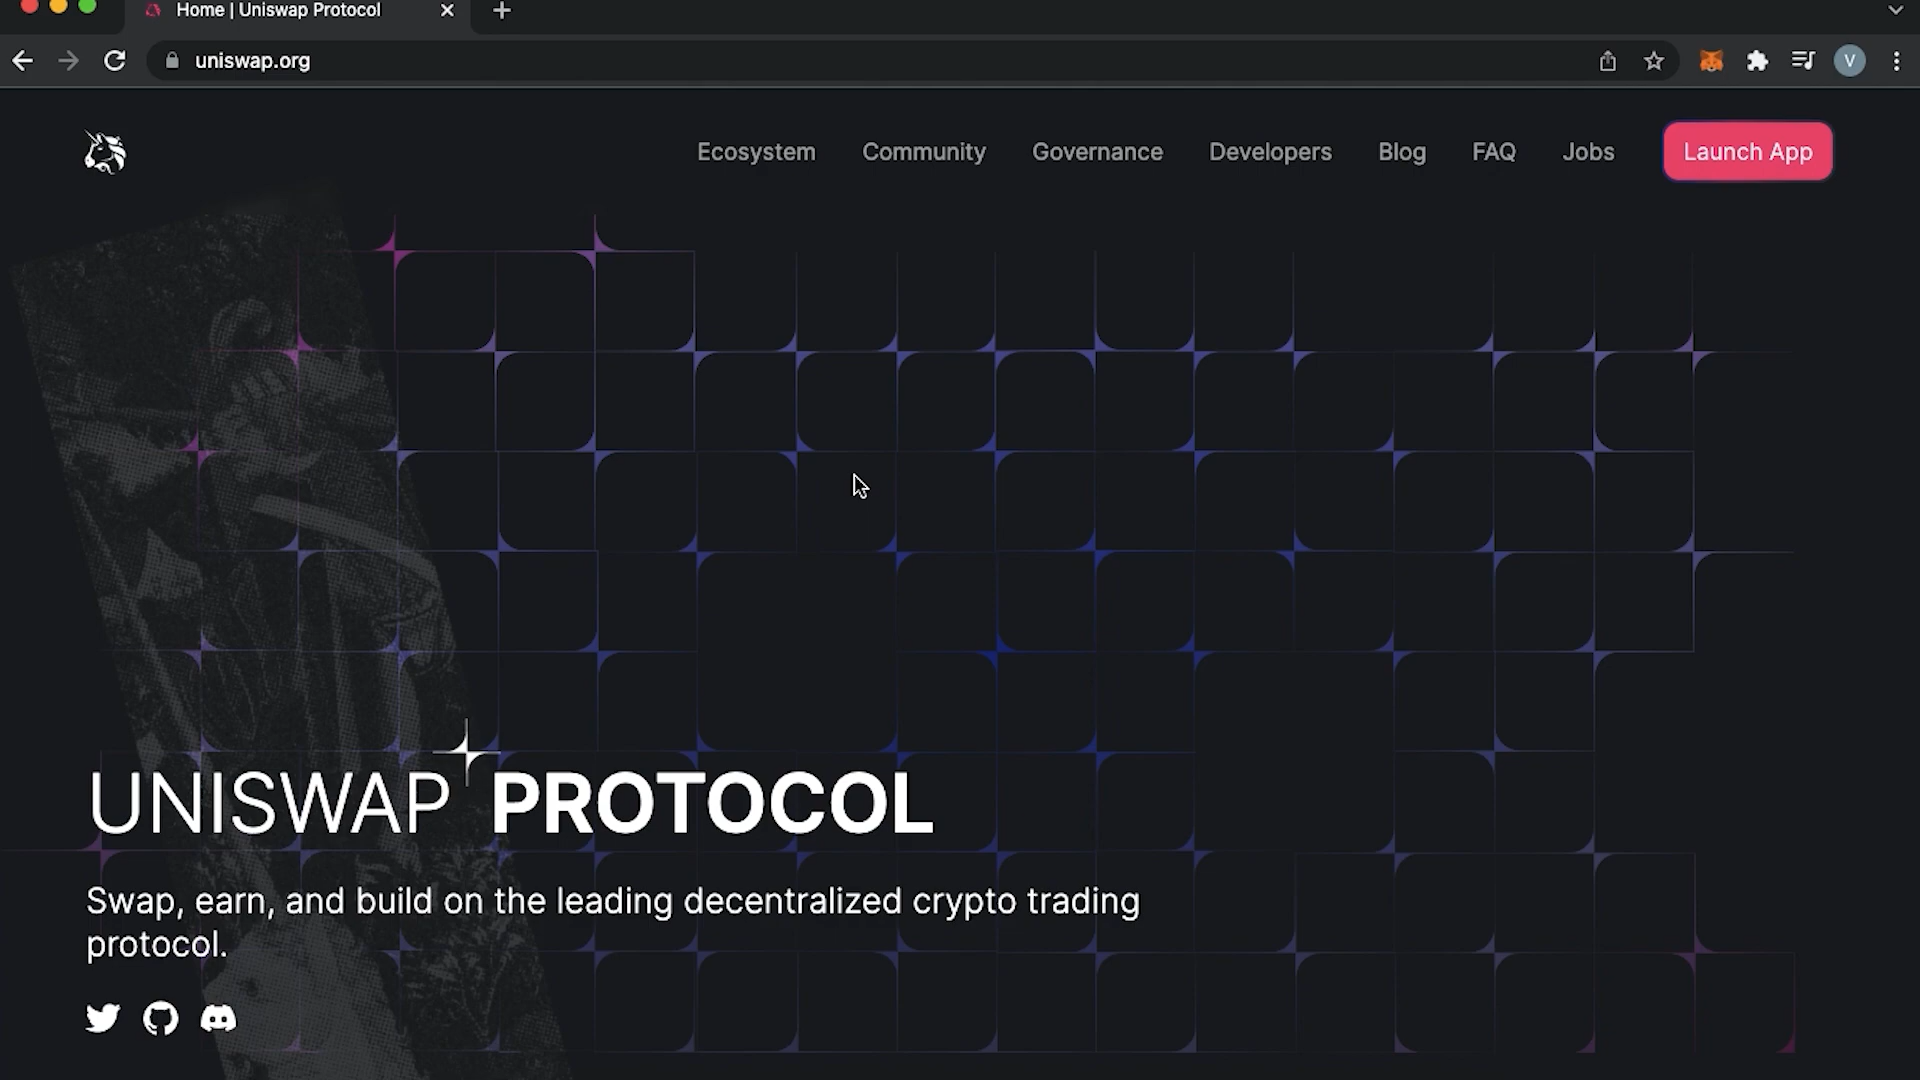 Home | Uniswap Protocol
uniswap.org
V
Ecosystem Community Governance Developers Blog FAQ Jobs Launch App
UNISWAP PROTOCOL
Swap, earn, and build on the leading decentralized crypto trading
protocol.